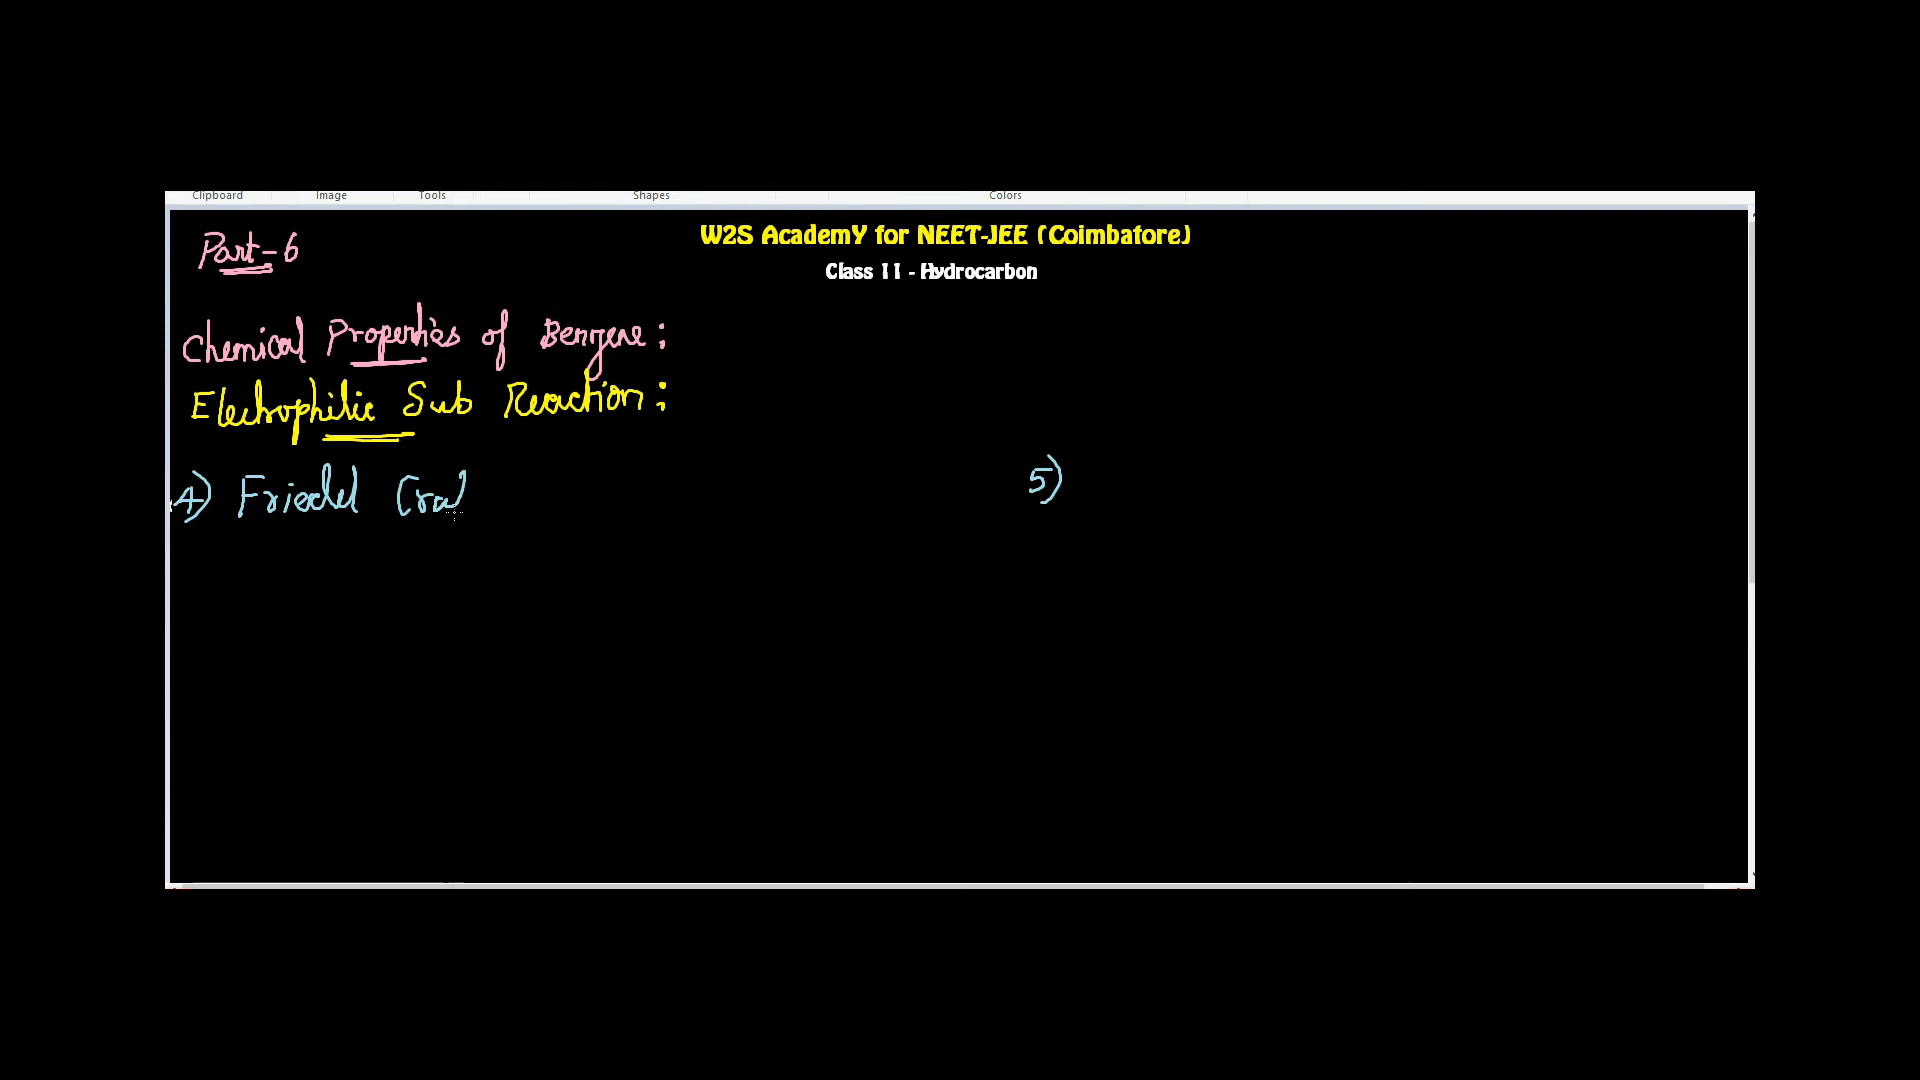 Clipboard Image Tools Shapes Colors
W2S AcademY for NEET-JEE (Coimbatore)
Part-6
Class 11 - Hydrocarbon
Chemical Properties of Benzene:
Electrophilic Sub Reaction:
4) Friedel Cra
5)